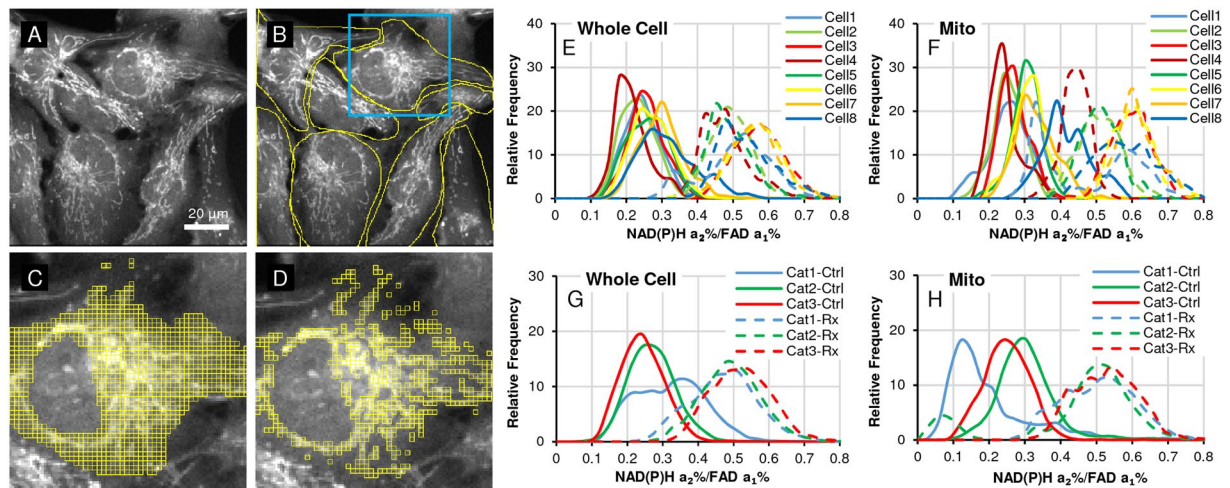 A
20 µm
B
C
D
E
Whole Cell
Relative Frequency
40
30
20
10
0
0 0.1 0.2 0.3 0.4 0.5 0.6 0.7 0.8
NAD(P)H a₂%/FAD a₁%
Cell1
Cell2
Cell3
Cell4
Cell5
Cell6
Cell7
Cell8
F
Mito
Relative Frequency
40
30
20
10
0
0 0.1 0.2 0.3 0.4 0.5 0.6 0.7 0.8
NAD(P)H a₂%/FAD a₁%
Cell1
Cell2
Cell3
Cell4
Cell5
Cell6
Cell7
Cell8
G
Whole Cell
Relative Frequency
30
20
10
0
0 0.1 0.2 0.3 0.4 0.5 0.6 0.7 0.8
NAD(P)H a₂%/FAD a₁%
Cat1-Ctrl
Cat2-Ctrl
Cat3-Ctrl
Cat1-Rx
Cat2-Rx
Cat3-Rx
H
Mito
Relative Frequency
30
20
10
0
0 0.1 0.2 0.3 0.4 0.5 0.6 0.7 0.8
NAD(P)H a₂%/FAD a₁%
Cat1-Ctrl
Cat2-Ctrl
Cat3-Ctrl
Cat1-Rx
Cat2-Rx
Cat3-Rx